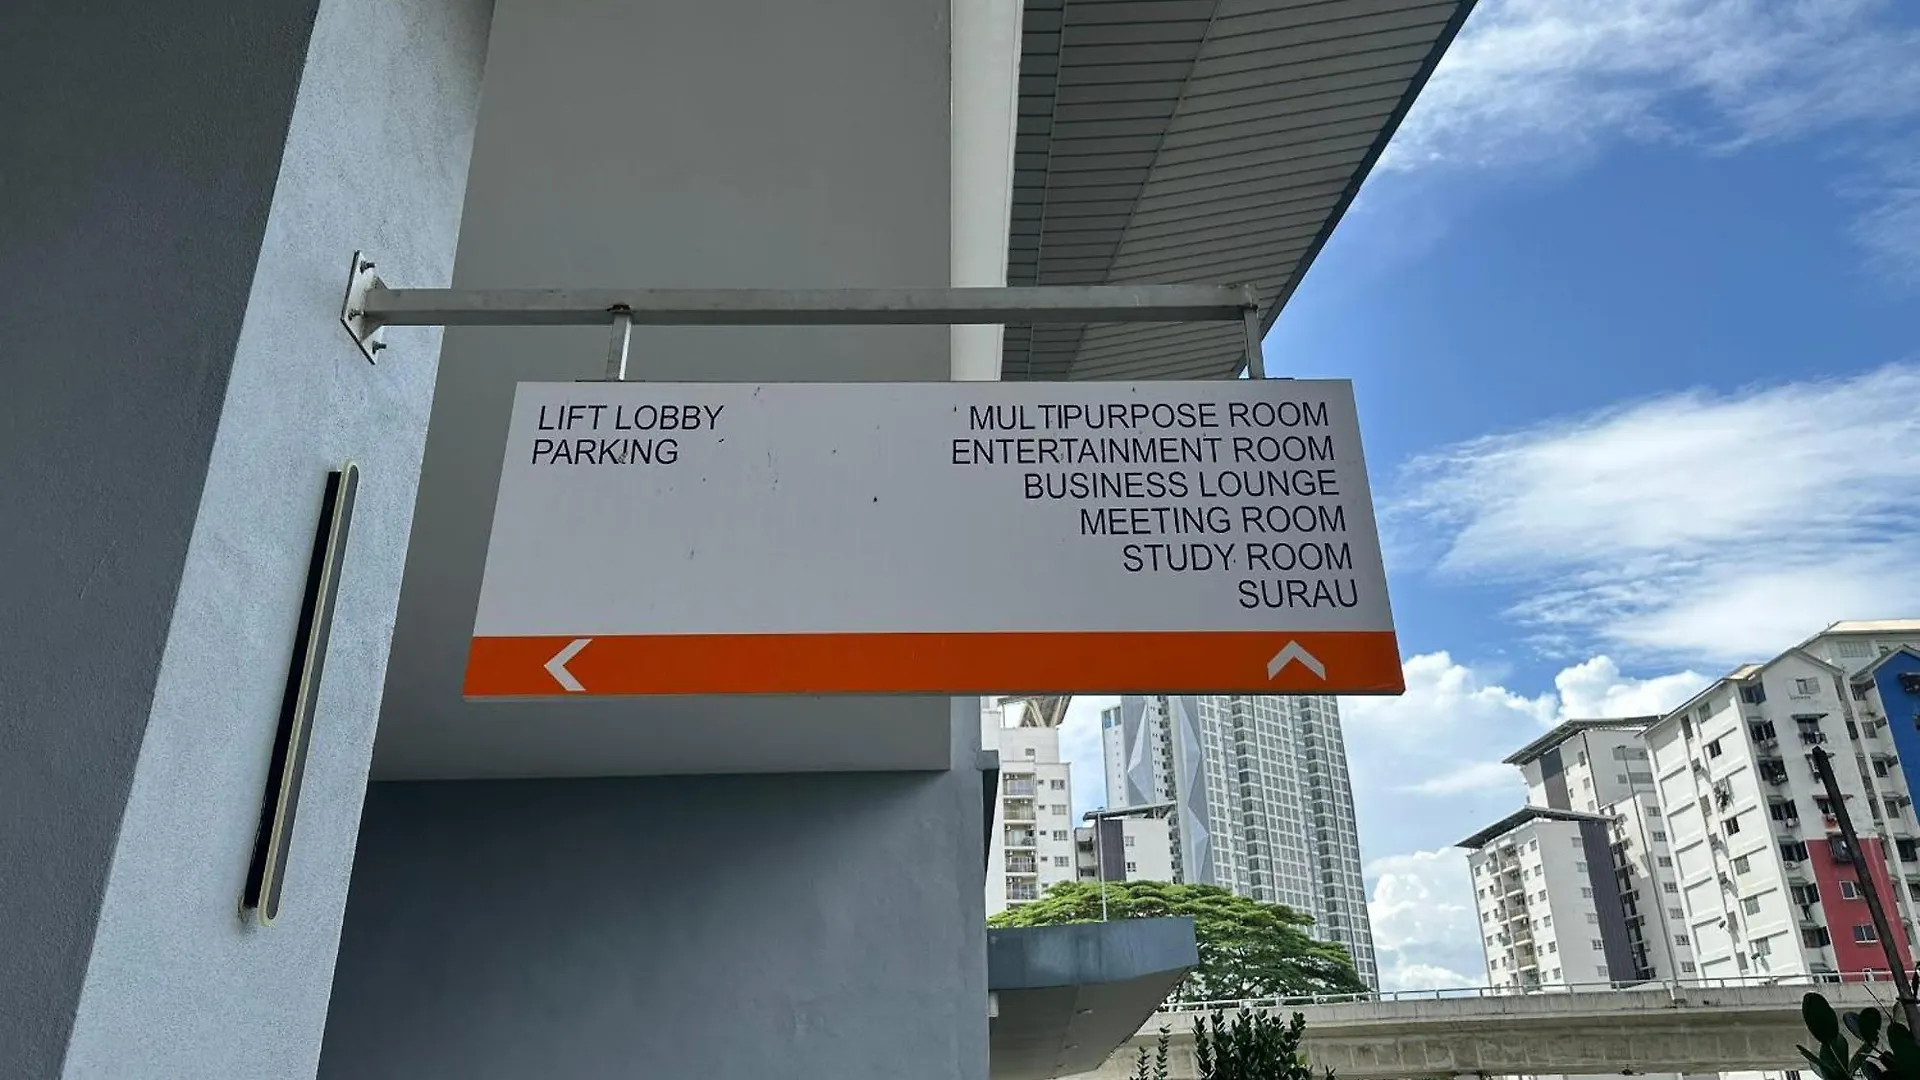 LIFT LOBBY
PARKING
MULTIPURPOSE ROOM
ENTERTAINMENT ROOM
BUSINESS LOUNGE
MEETING ROOM
STUDY ROOM
SURAU